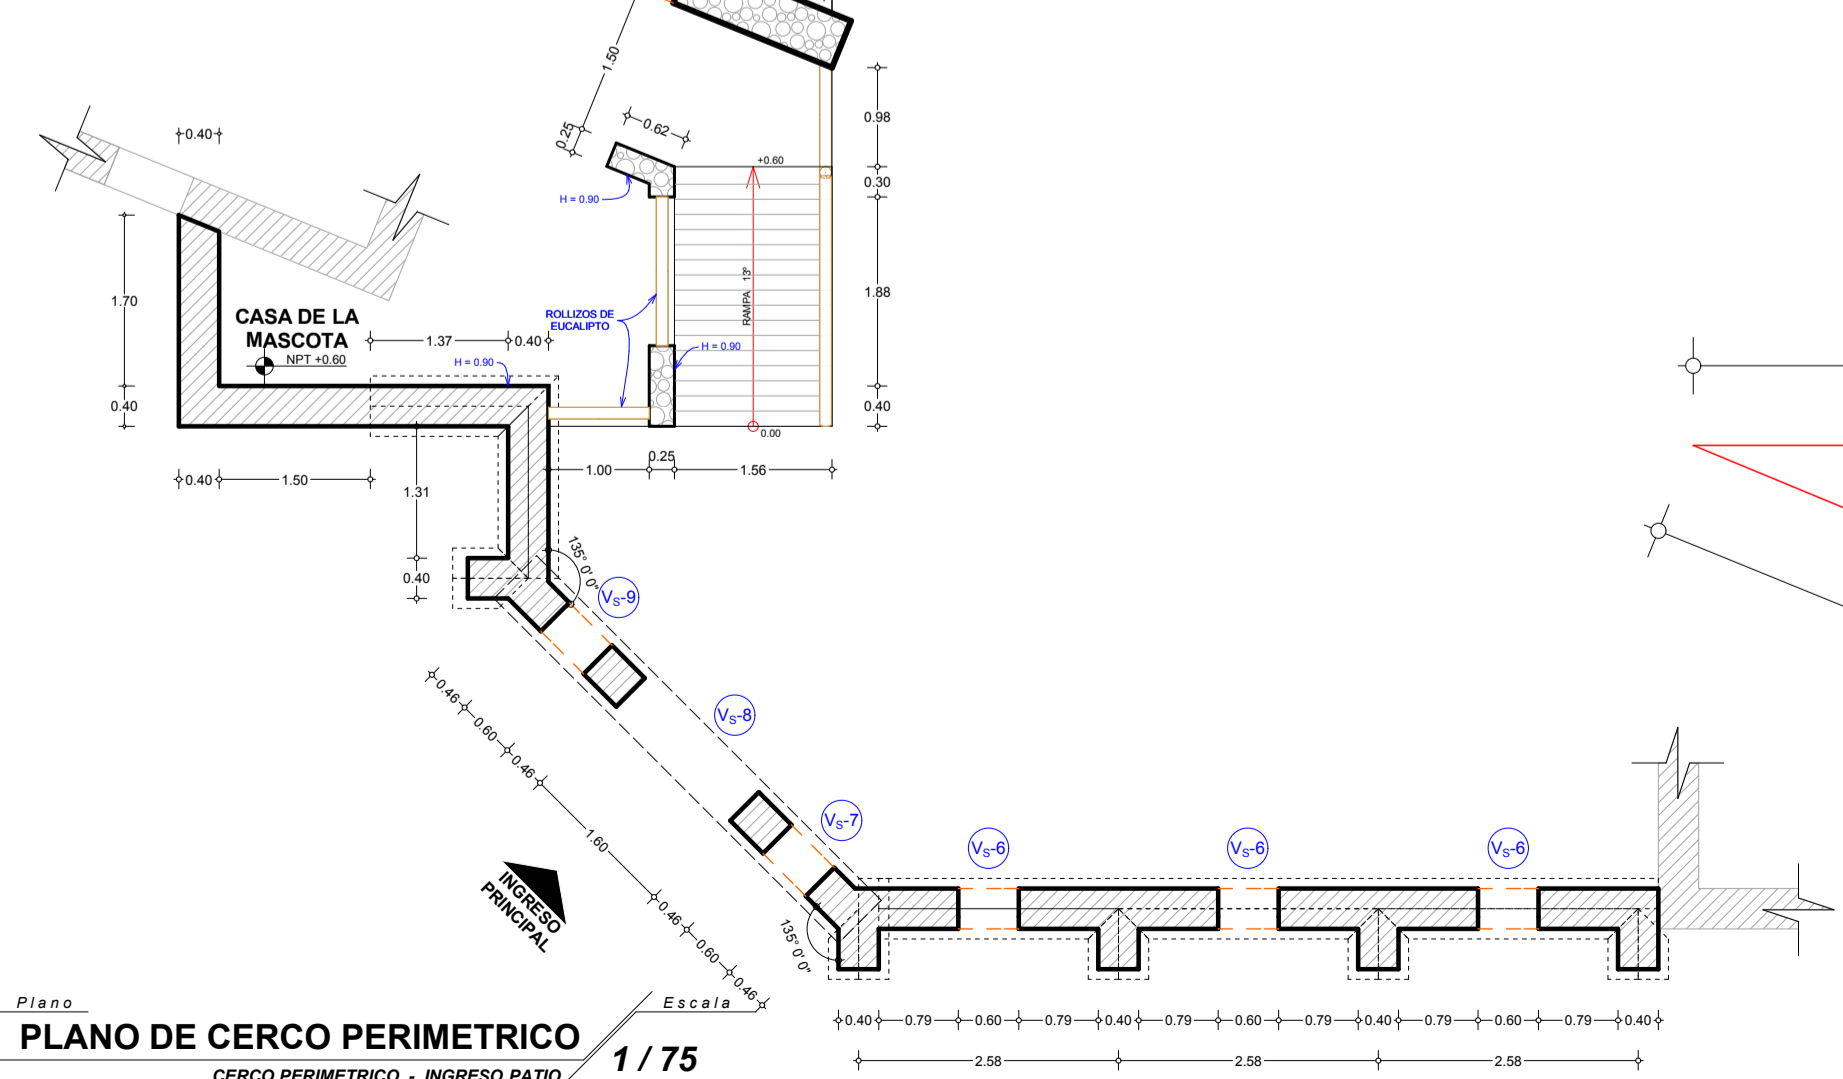 1.50
0.25
0.62
0.40
0.98
+0.60
0.30
H = 0.90
1.70
CASA DE LA
MASCOTA
NPT +0.60
1.37
0.40
H = 0.90
ROLLIZOS DE
EUCALIPTO
RAMPA 13º
H = 0.90
1.88
0.40
0.40
0.00
0.40
1.50
1.00
0.25
1.56
1.31
0.40
135° 0' 0"
VS-9
VS-8
VS-7
VS-6
VS-6
VS-6
0.46
0.60
0.46
1.60
0.46
0.60
0.46
INGRESO
PRINCIPAL
135° 0' 0"
0.40 0.79 0.60 0.79 0.40 0.79 0.60 0.79 0.40 0.79 0.60 0.79 0.40
2.58 2.58 2.58
Plano
Escala
PLANO DE CERCO PERIMETRICO
1 / 75
CERCO PERIMETRICO - INGRESO PATIO